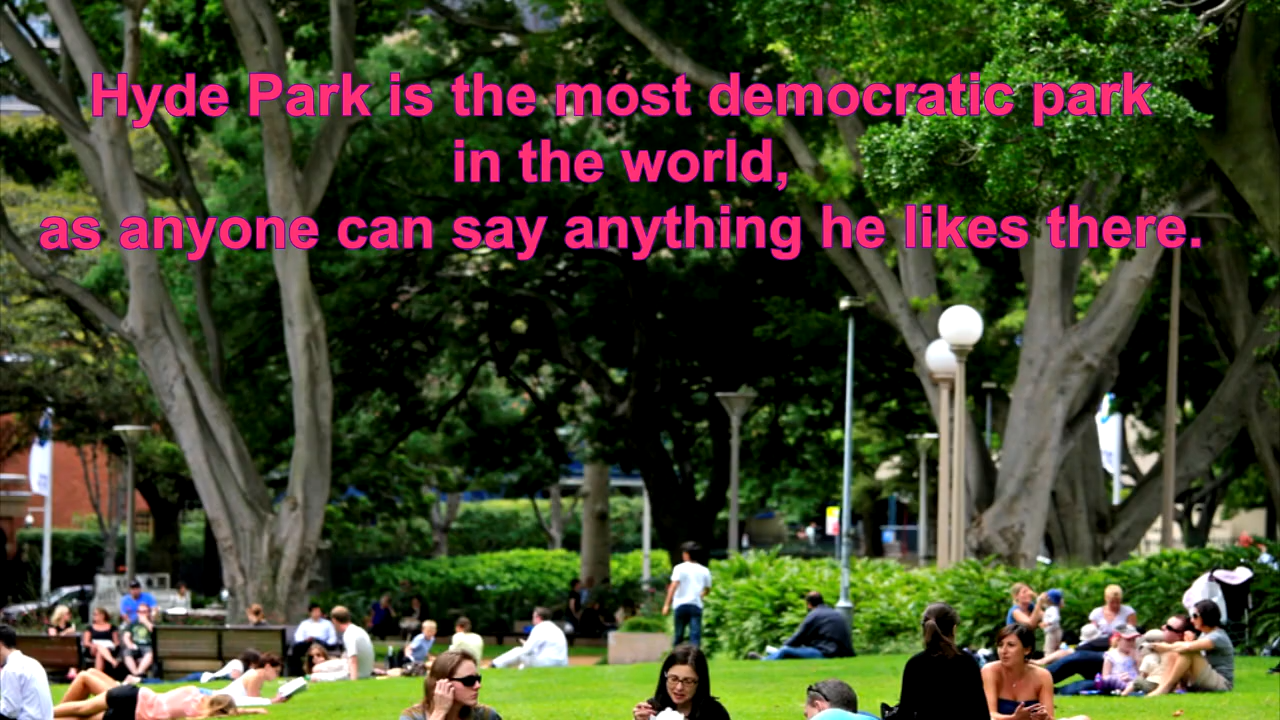 Hyde Park is the most democratic park
in the world,
as anyone can say anything he likes there.